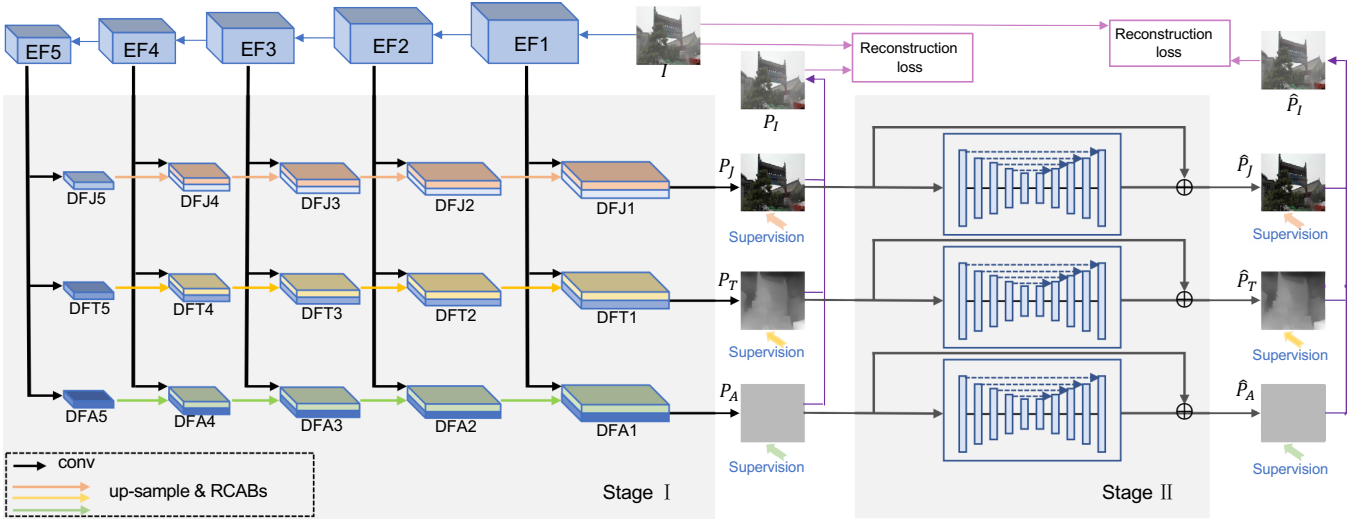 EF5
EF4
EF3
EF2
EF1
I
Reconstruction
loss
Reconstruction
loss
P_I
P̂_I
DFJ5
DFJ4
DFJ3
DFJ2
DFJ1
P_J
Supervision
P̂_J
Supervision
DFT5
DFT4
DFT3
DFT2
DFT1
P_T
Supervision
P̂_T
Supervision
DFA5
DFA4
DFA3
DFA2
DFA1
P_A
Supervision
P̂_A
Supervision
conv
up-sample & RCABs
Stage Ⅰ
Stage Ⅱ